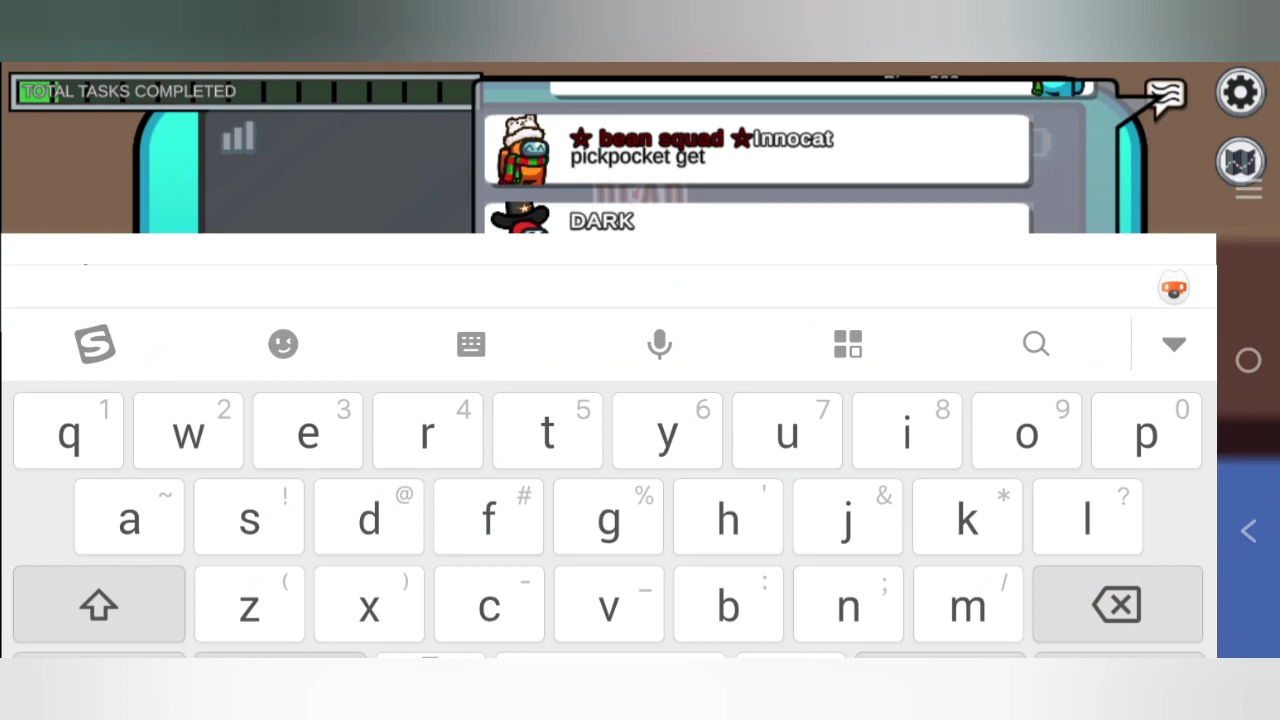 TOTAL TASKS COMPLETED
☆ bean squad ☆Innocat
pickpocket get
DEAD
DARK
1 2 3 4 5 6 7 8 9 0
q w e r t y u i o p
~ ! @ # % ' & * ?
a s d f g h j k l
( ) - _ : ; /
z x c v b n m